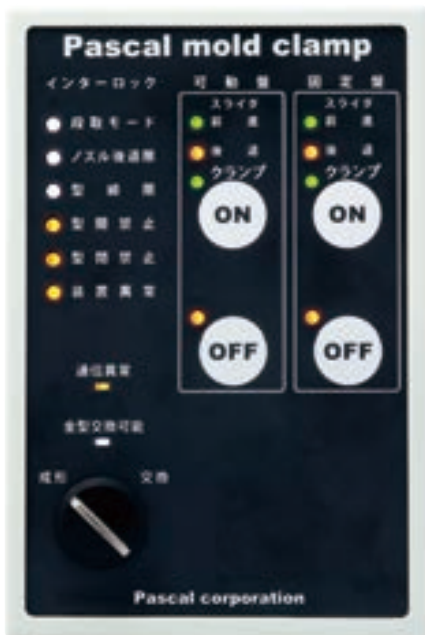 Pascal mold clamp
インターロック
段取モード
ノズル後退限
型締限
型開禁止
型閉禁止
装置異常
通信異常
金型交換可能
成形 交換
可動盤
スライダ
前進
後退
クランプ
ON
OFF
固定盤
スライダ
前進
後退
クランプ
ON
OFF
Pascal corporation